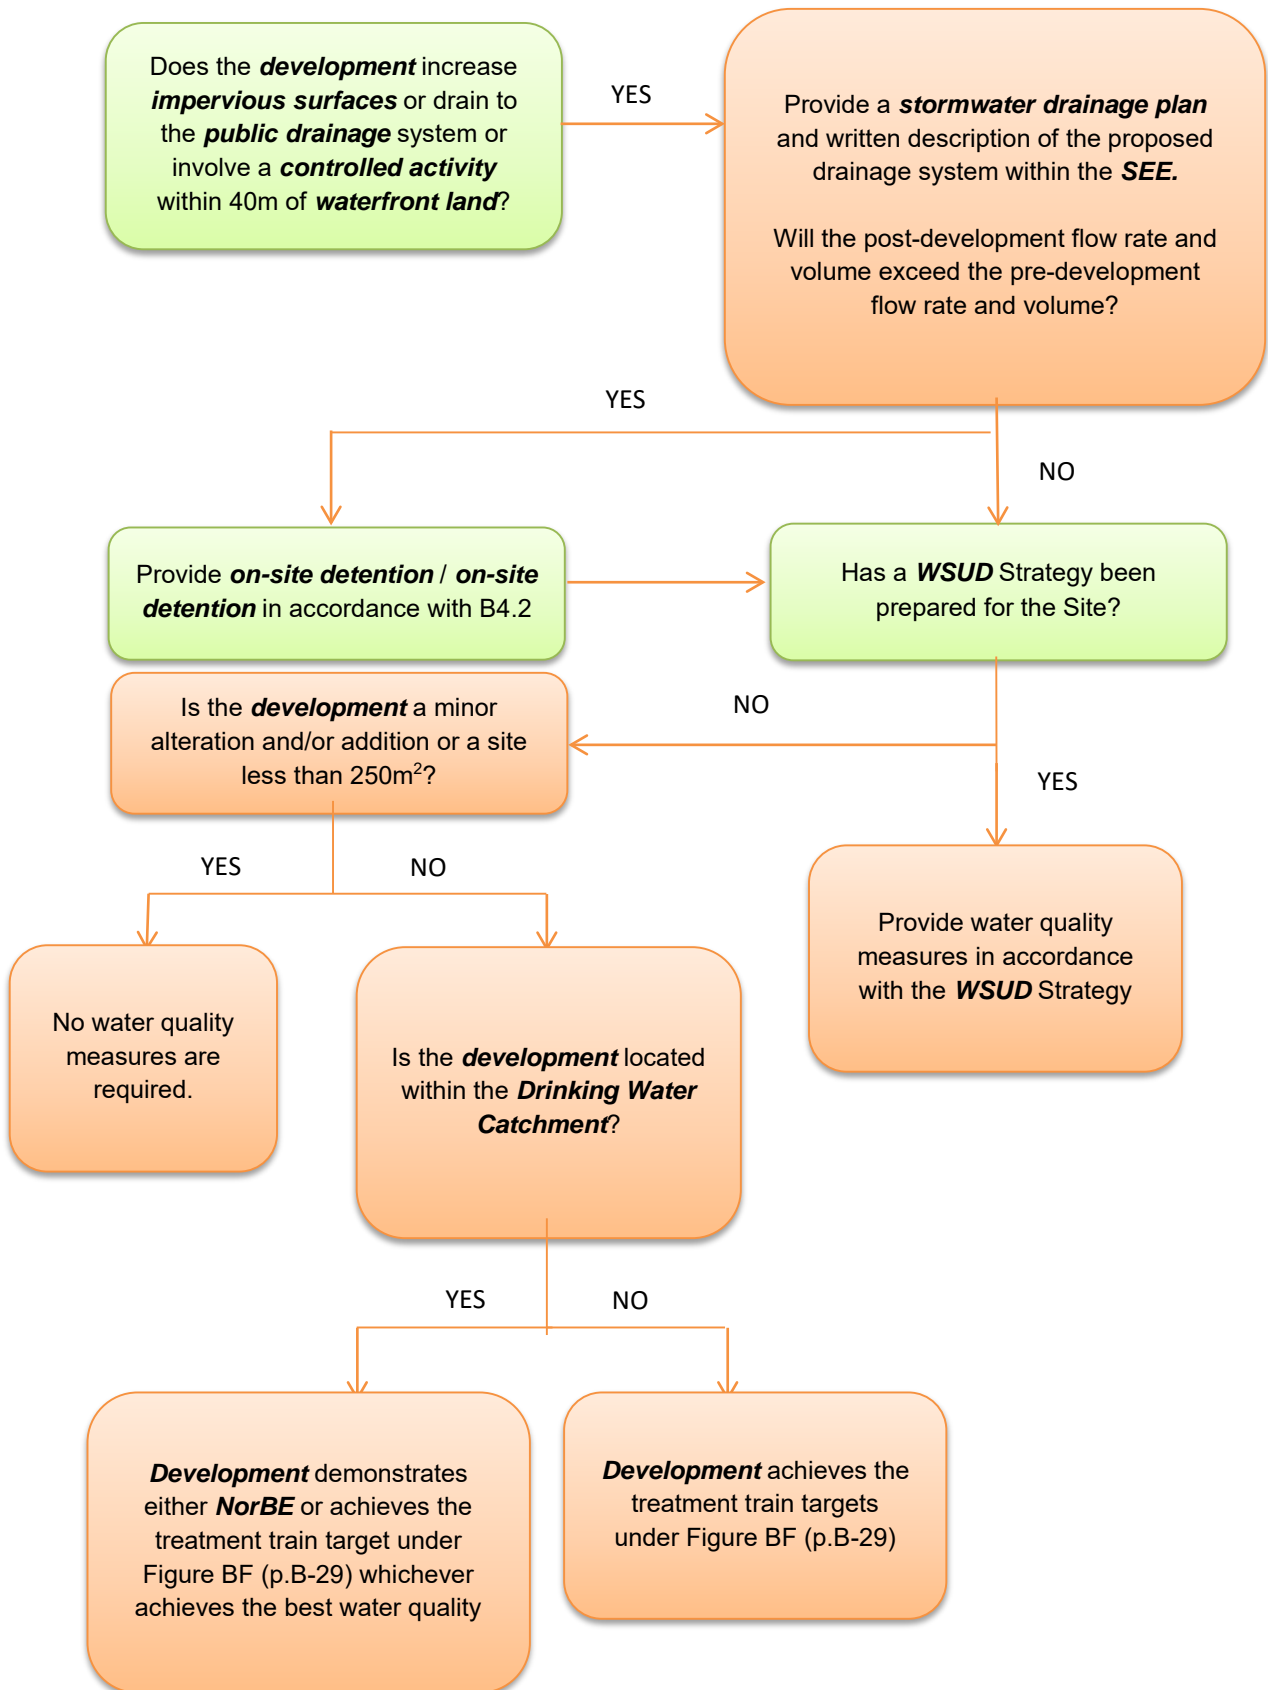 Does the development increase
impervious surfaces or drain to
the public drainage system or
involve a controlled activity
within 40m of waterfront land?
YES
Provide a stormwater drainage plan
and written description of the proposed
drainage system within the SEE.
Will the post-development flow rate and
volume exceed the pre-development
flow rate and volume?
YES
NO
Provide on-site detention / on-site
detention in accordance with B4.2
Has a WSUD Strategy been
prepared for the Site?
Is the development a minor
alteration and/or addition or a site
less than 250m²?
NO
YES
YES
NO
Provide water quality
measures in accordance
with the WSUD Strategy
No water quality
measures are
required.
Is the development located
within the Drinking Water
Catchment?
YES
NO
Development demonstrates
either NorBE or achieves the
treatment train target under
Figure BF (p.B-29) whichever
achieves the best water quality
Development achieves the
treatment train targets
under Figure BF (p.B-29)